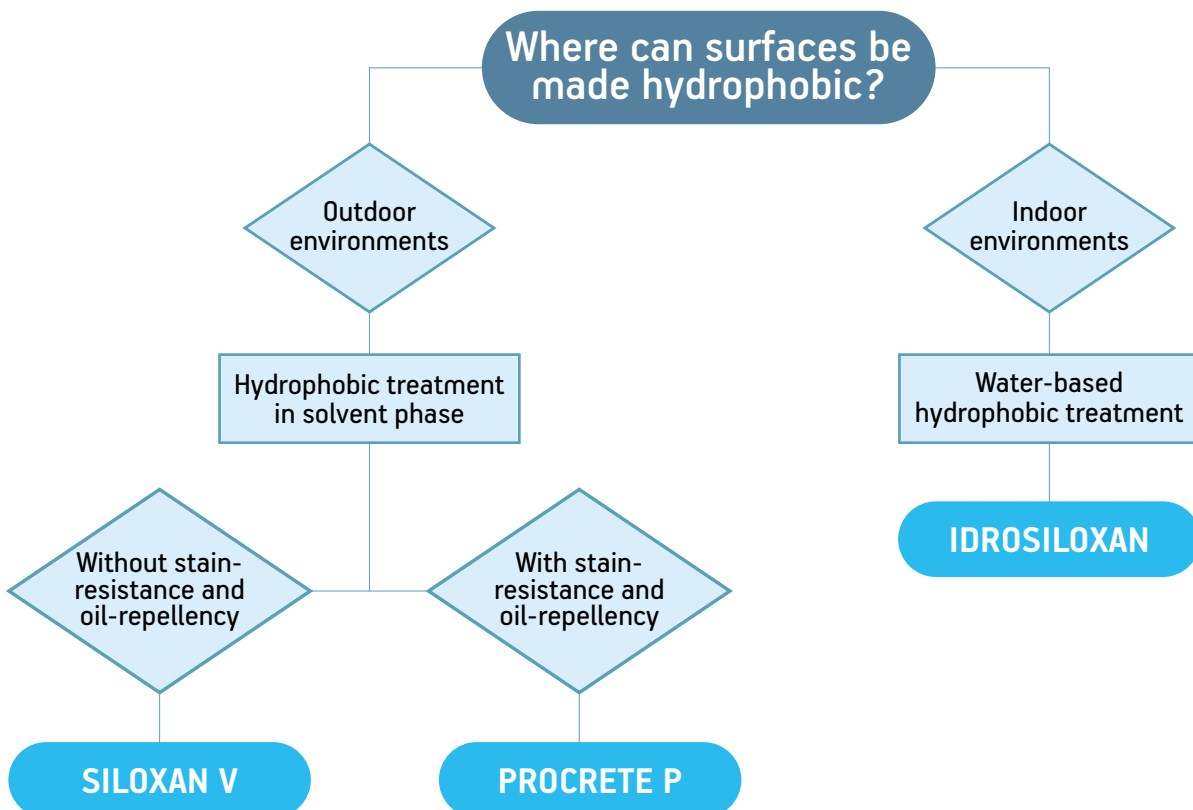 Where can surfaces be
made hydrophobic?
Outdoor
environments
Indoor
environments
Hydrophobic treatment
in solvent phase
Water-based
hydrophobic treatment
Without stain-
resistance and
oil-repellency
With stain-
resistance and
oil-repellency
IDROSILOXAN
SILOXAN V
PROCRETE P